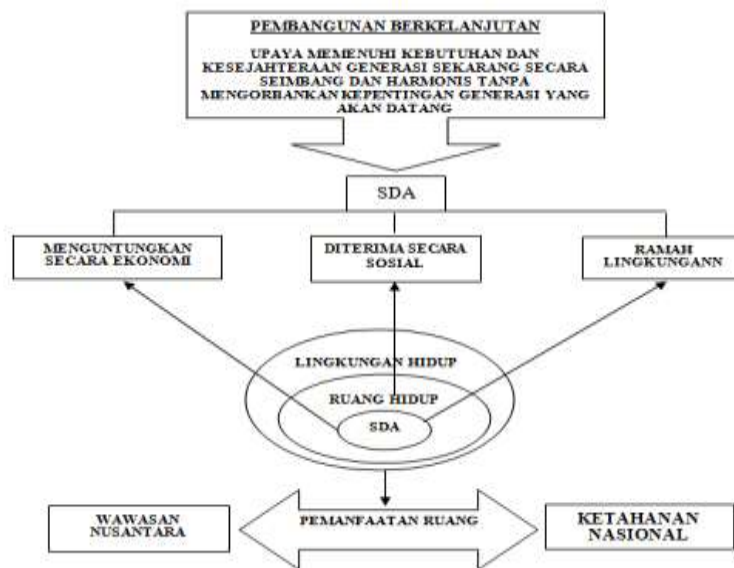 PEMBANGUNAN BERKELANJUTAN
UPAYA MEMENUHI KEBUTUHAN DAN
KESEJAHTERAAN GENERASI SEKARANG SECARA
SEIMBANG DAN HARMONIS TANPA
MENGORBANKAN KEPENTINGAN GENERASI YANG
AKAN DATANG
SDA
MENGUNTUNGKAN
SECARA EKONOMI
DITERIMA SECARA
SOSIAL
RAMAH
LINGKUNGANN
LINGKUNGAN HIDUP
RUANG HIDUP
SDA
WAWASAN
NUSANTARA
PEMANFAATAN RUANG
KETAHANAN
NASIONAL